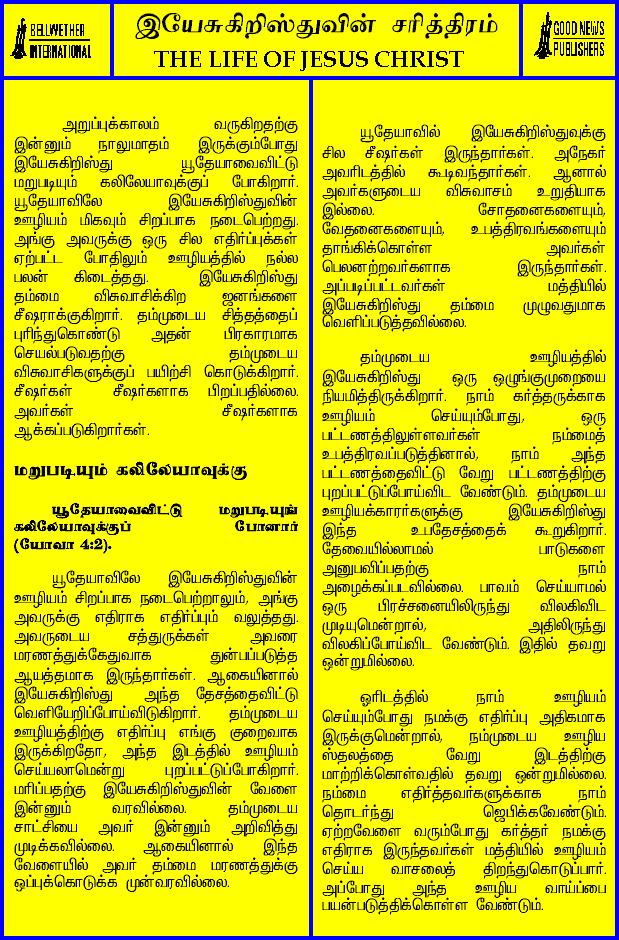 BELLWETHER
INTERNATIONAL
இயேசுகிறிஸ்துவின் சரித்திரம்
THE LIFE OF JESUS CHRIST
GOOD NEWS
PUBLISHERS
அறுப்புக்காலம் வருகிறதற்கு
இன்னும் நாலுமாதம் இருக்கும்போது
இயேசுகிறிஸ்து யூதேயாவைவிட்டு
மறுபடியும் கலிலேயாவுக்குப் போகிறார்.
யூதேயாவிலே இயேசுகிறிஸ்துவின்
ஊழியம் மிகவும் சிறப்பாக நடைபெற்றது.
அங்கு அவருக்கு ஒரு சில எதிர்ப்புக்கள்
ஏற்பட்ட போதிலும் ஊழியத்தில் நல்ல
பலன் கிடைத்தது. இயேசுகிறிஸ்து
தம்மை விசுவாசிக்கிற ஜனங்களை
சீஷராக்குகிறார். தம்முடைய சித்தத்தைப்
புரிந்துகொண்டு அதன் பிரகாரமாக
செயல்படுவதற்கு தம்முடைய
விசுவாசிகளுக்குப் பயிற்சி கொடுக்கிறார்.
சீஷர்கள் சீஷர்களாக பிறப்பதில்லை.
அவர்கள் சீஷர்களாக
ஆக்கப்படுகிறார்கள்.
மறுபடியும் கலிலேயாவுக்கு
யூதேயாவைவிட்டு மறுபடியுங்
கலிலேயாவுக்குப் போனார்
(யோவா 4:2).
யூதேயாவிலே இயேசுகிறிஸ்துவின்
ஊழியம் சிறப்பாக நடைபெற்றாலும், அங்கு
அவருக்கு எதிராக எதிர்ப்பும் வலுத்தது.
அவருடைய சத்துருக்கள் அவரை
மரணத்துக்கேதுவாக துன்பப்படுத்த
ஆயத்தமாக இருந்தார்கள். ஆகையினால்
இயேசுகிறிஸ்து அந்த தேசத்தைவிட்டு
வெளியேறிப்போய்விடுகிறார். தம்முடைய
ஊழியத்திற்கு எதிர்ப்பு எங்கு குறைவாக
இருக்கிறதோ, அந்த இடத்தில் ஊழியம்
செய்யலாமென்று புறப்பட்டுப்போகிறார்.
மரிப்பதற்கு இயேசுகிறிஸ்துவின் வேளை
இன்னும் வரவில்லை. தம்முடைய
சாட்சியை அவர் இன்னும் அறிவித்து
முடிக்கவில்லை. ஆகையினால் இந்த
வேளையில் அவர் தம்மை மரணத்துக்கு
ஒப்புக்கொடுக்க முன்வரவில்லை.
யூதேயாவில் இயேசுகிறிஸ்துவுக்கு
சில சீஷர்கள் இருந்தார்கள். அநேகர்
அவரிடத்தில் கூடிவந்தார்கள். ஆனால்
அவர்களுடைய விசுவாசம் உறுதியாக
இல்லை. சோதனைகளையும்,
வேதனைகளையும், உபத்திரவங்களையும்
தாங்கிக்கொள்ள அவர்கள்
பெலனற்றவர்களாக இருந்தார்கள்.
அப்படிப்பட்டவர்கள் மத்தியில்
இயேசுகிறிஸ்து தம்மை முழுவதுமாக
வெளிப்படுத்தவில்லை.
தம்முடைய ஊழியத்தில்
இயேசுகிறிஸ்து ஒரு ஒழுங்குமுறையை
நியமித்திருக்கிறார். நாம் கர்த்தருக்காக
ஊழியம் செய்யும்போது, ஒரு
பட்டணத்திலுள்ளவர்கள் நம்மைத்
உபத்திரவப்படுத்தினால், நாம் அந்த
பட்டணத்தைவிட்டு வேறு பட்டணத்திற்கு
புறப்பட்டுப்போய்விட வேண்டும். தம்முடைய
ஊழியக்காரர்களுக்கு இயேசுகிறிஸ்து
இந்த உபதேசத்தைக் கூறுகிறார்.
தேவையில்லாமல் பாடுகளை
அனுபவிப்பதற்கு நாம்
அழைக்கப்படவில்லை. பாவம் செய்யாமல்
ஒரு பிரச்சனையிலிருந்து விலகிவிட
முடியுமென்றால், அதிலிருந்து
விலகிப்போய்விட வேண்டும். இதில் தவறு
ஒன்றுமில்லை.
ஓரிடத்தில் நாம் ஊழியம்
செய்யும்போது நமக்கு எதிர்ப்பு அதிகமாக
இருக்குமென்றால், நம்முடைய ஊழிய
ஸ்தலத்தை வேறு இடத்திற்கு
மாற்றிக்கொள்வதில் தவறு ஒன்றுமில்லை.
நம்மை எதிர்த்தவர்களுக்காக நாம்
தொடர்ந்து ஜெபிக்கவேண்டும்.
ஏற்றவேளை வரும்போது கர்த்தர் நமக்கு
எதிராக இருந்தவர்கள் மத்தியில் ஊழியம்
செய்ய வாசலைத் திறந்துகொடுப்பார்.
அப்போது அந்த ஊழிய வாய்ப்பை
பயன்படுத்திக்கொள்ள வேண்டும்.